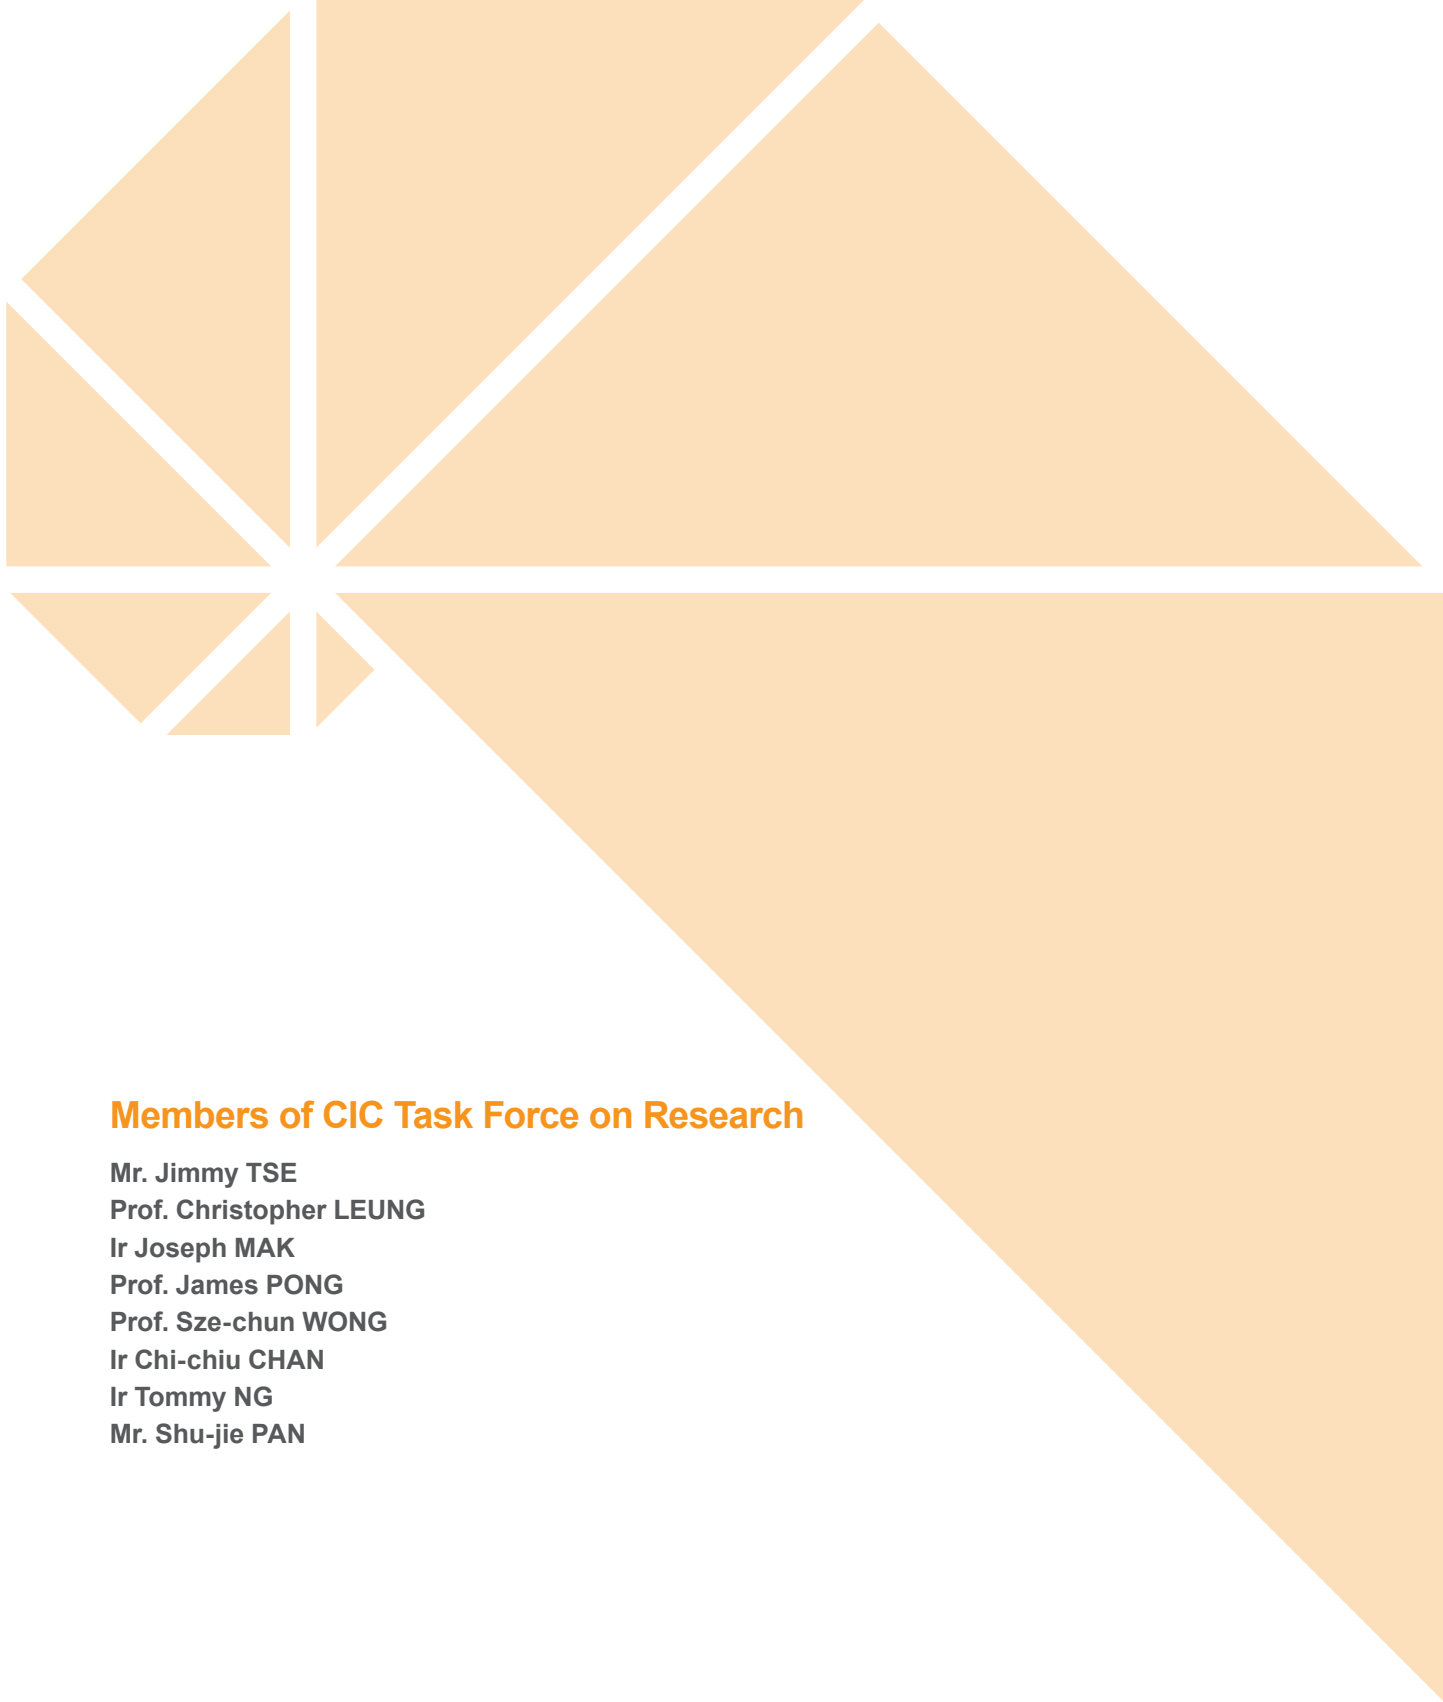 Members of CIC Task Force on Research
Mr. Jimmy TSE
Prof. Christopher LEUNG
Ir Joseph MAK
Prof. James PONG
Prof. Sze-chun WONG
Ir Chi-chiu CHAN
Ir Tommy NG
Mr. Shu-jie PAN